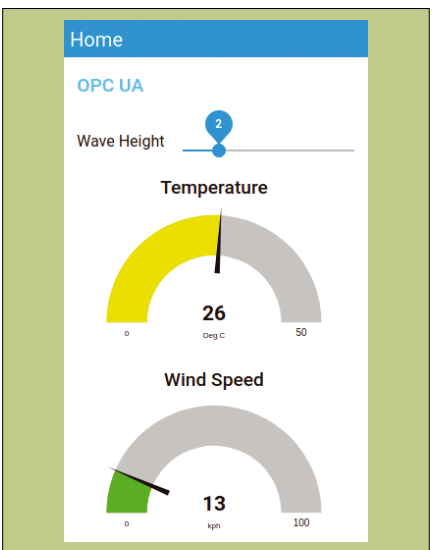 Home
OPC UA
2
Wave Height
Temperature
26
0 Deg C 50
Wind Speed
13
0 kph 100